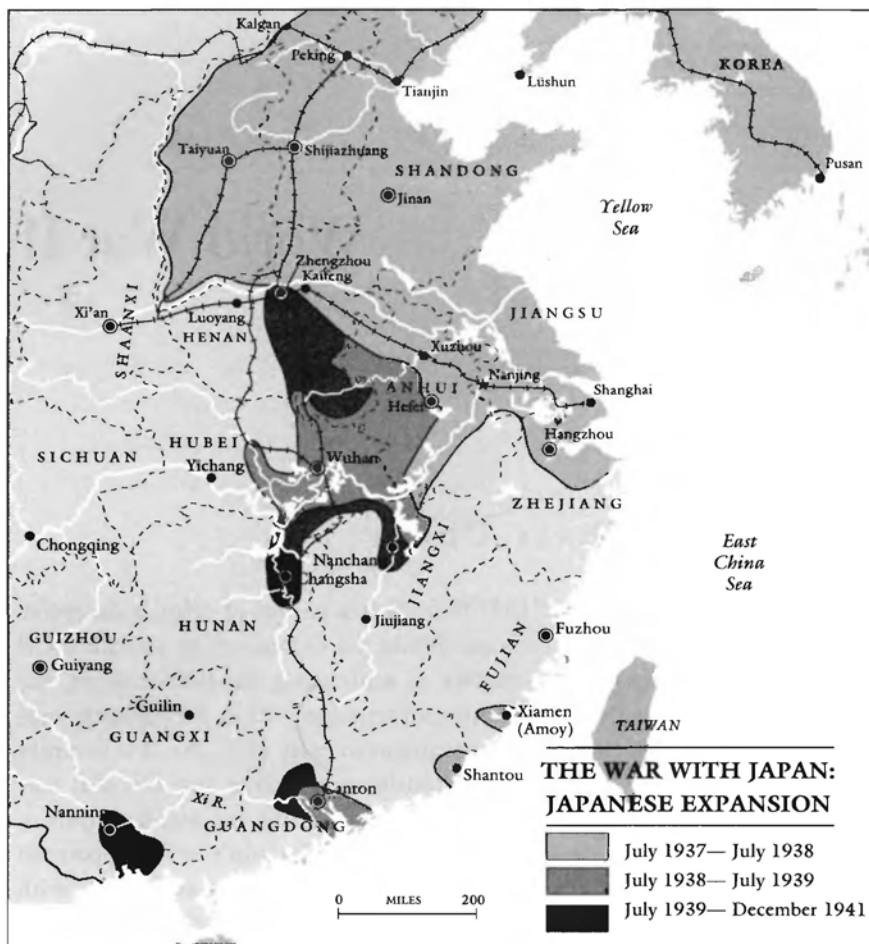 Kalgan
Peking
Tianjin
Lüshun
KOREA
Taiyuan
Shijiazhuang
SHANDONG
Jinan
Pusan
Yellow
Sea
Zhengzhou
Kaifeng
Xi'an
Luoyang
HENAN
SHAANXI
JIANGSU
Xuzhou
Nanjing
ANHUI
Hefei
Shanghai
Hangzhou
HUBEI
Wuhan
SICHUAN
Yichang
ZHEJIANG
Chongqing
Nanchan
Changsha
JIANGXI
East
China
Sea
HUNAN
Jiujiang
GUIZHOU
Guiyang
Fuzhou
FUJIAN
Guilin
GUANGXI
Xiamen
(Amoy)
TAIWAN
Shantou
Xi R.
Canton
GUANGDONG
Nanning
0 MILES 200
THE WAR WITH JAPAN:
JAPANESE EXPANSION
July 1937— July 1938
July 1938— July 1939
July 1939— December 1941